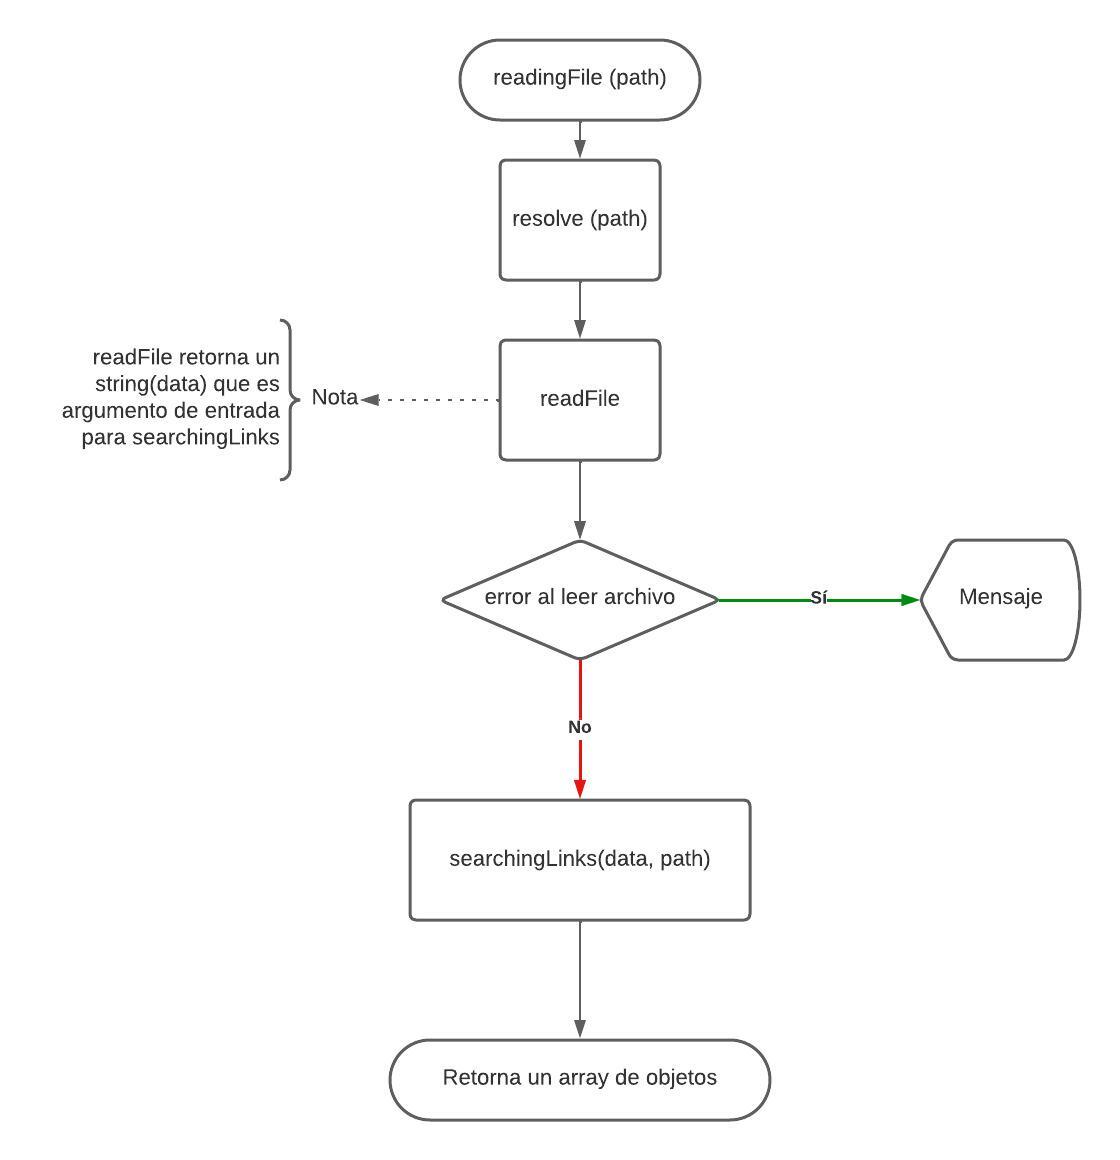 readingFile (path)
resolve (path)
readFile retorna un
string(data) que es
argumento de entrada
para searchingLinks
Nota
readFile
error al leer archivo
Sí
Mensaje
No
searchingLinks(data, path)
Retorna un array de objetos